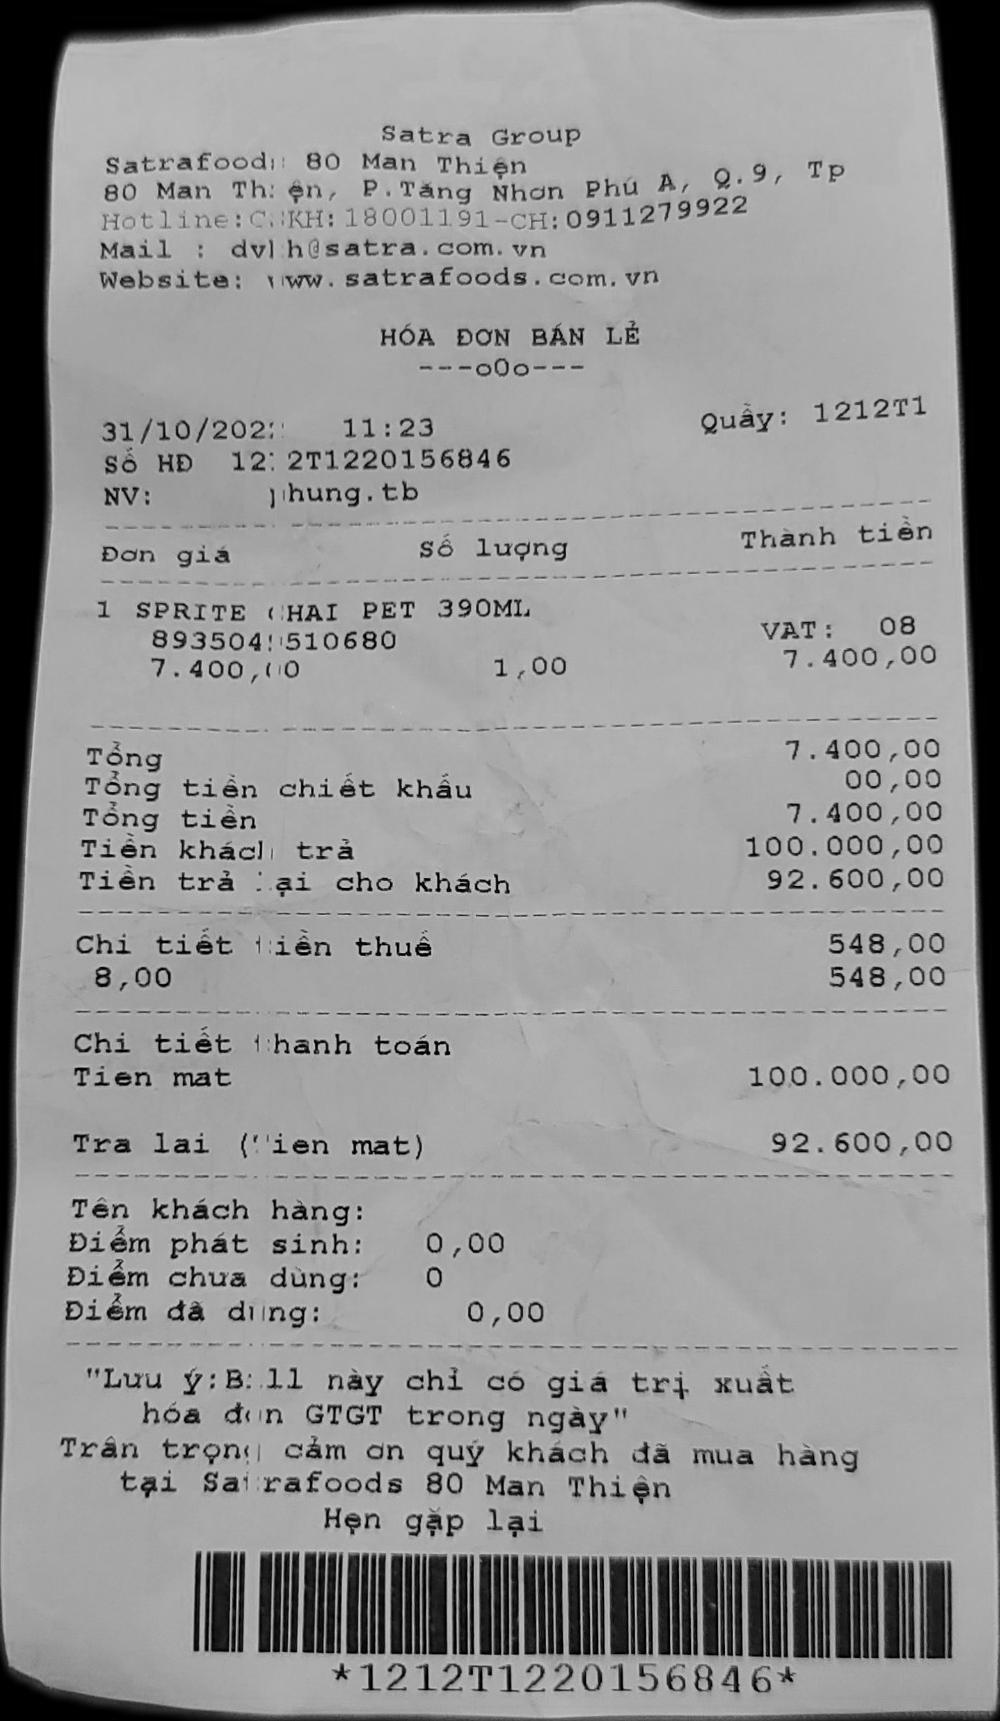 Satra Group
Satrafoods 80 Man Thiện
80 Man Thiện, P.Tăng Nhơn Phú A, Q.9, Tp
Hotline:CSKH:18001191-CH:0911279922
Mail : dvkh@satra.com.vn
Website: www.satrafoods.com.vn
HÓA ĐƠN BÁN LẺ
---oOo---
31/10/2022 11:23 Quầy: 1212T1
Số HĐ 1212T1220156846
NV: phung.tb
Đơn giá Số lượng Thành tiền
1 SPRITE CHAI PET 390ML
8935049510680 VAT: 08
7.400,00 1,00 7.400,00
Tổng 7.400,00
Tổng tiền chiết khấu 00,00
Tổng tiền 7.400,00
Tiền khách trả 100.000,00
Tiền trả lại cho khách 92.600,00
Chi tiết tiền thuế 548,00
8,00 548,00
Chi tiết thanh toán
Tien mat 100.000,00
Tra lai (Tien mat) 92.600,00
Tên khách hàng:
Điểm phát sinh: 0,00
Điểm chưa dùng: 0
Điểm đã dùng: 0,00
"Lưu ý:Bill này chỉ có giá trị xuất
hóa đơn GTGT trong ngày"
Trân trọng cảm ơn quý khách đã mua hàng
tại Satrafoods 80 Man Thiện
Hẹn gặp lại
*1212T1220156846*